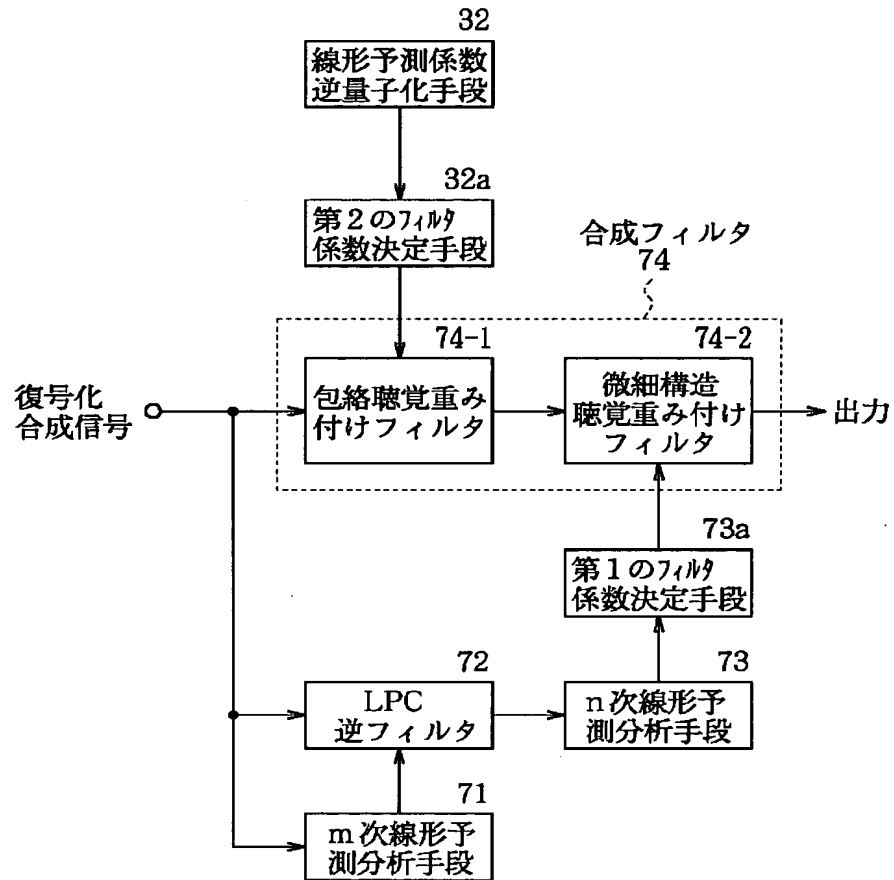 32
線形予測係数
逆量子化手段
32a
第2のフィルタ
係数決定手段
合成フィルタ
74
74-1
74-2
復号化
合成信号
包絡聴覚重み
付けフィルタ
微細構造
聴覚重み付け
フィルタ
出力
73a
第1のフィルタ
係数決定手段
72
73
LPC
逆フィルタ
n次線形予
測分析手段
71
m次線形予
測分析手段